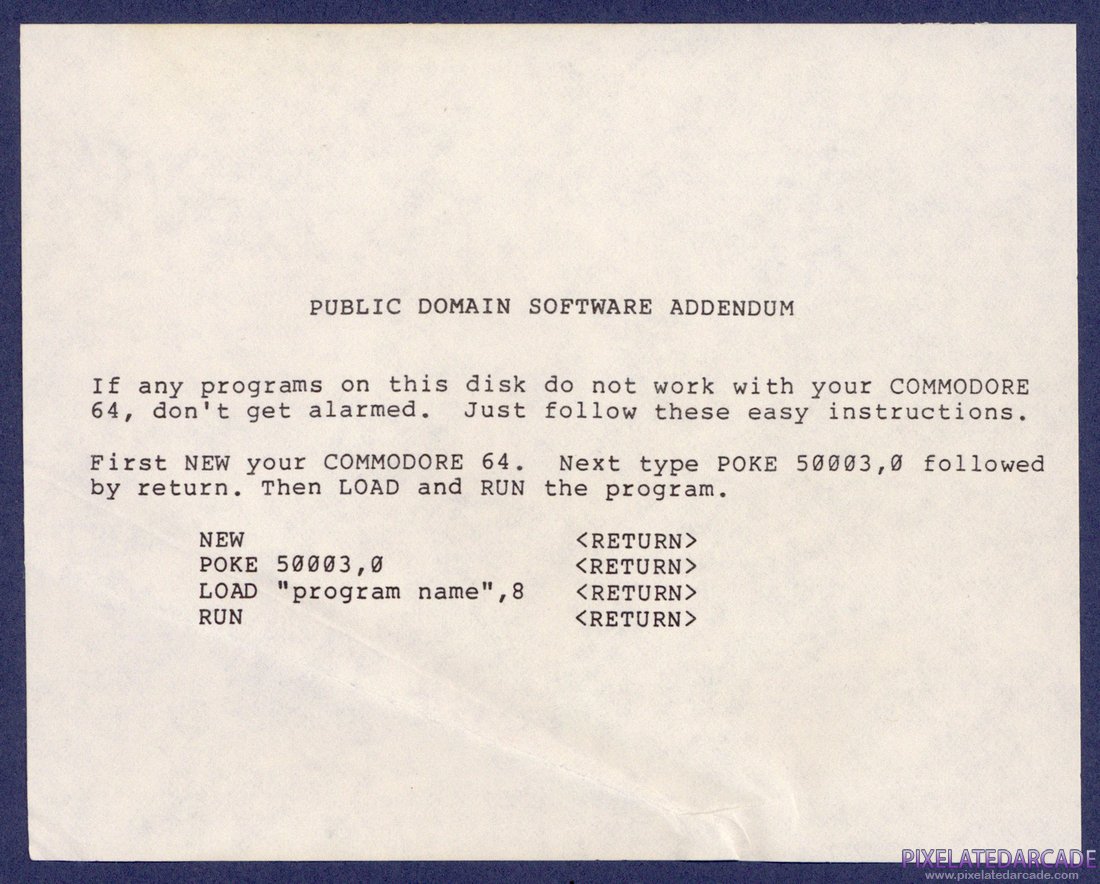 PUBLIC DOMAIN SOFTWARE ADDENDUM
If any programs on this disk do not work with your COMMODORE
64, don't get alarmed. Just follow these easy instructions.
First NEW your COMMODORE 64. Next type POKE 50003,0 followed
by return. Then LOAD and RUN the program.
NEW <RETURN>
POKE 50003,0 <RETURN>
LOAD "program name",8 <RETURN>
RUN <RETURN>
PIXELATEDARCADE
www.pixelatedarcade.com